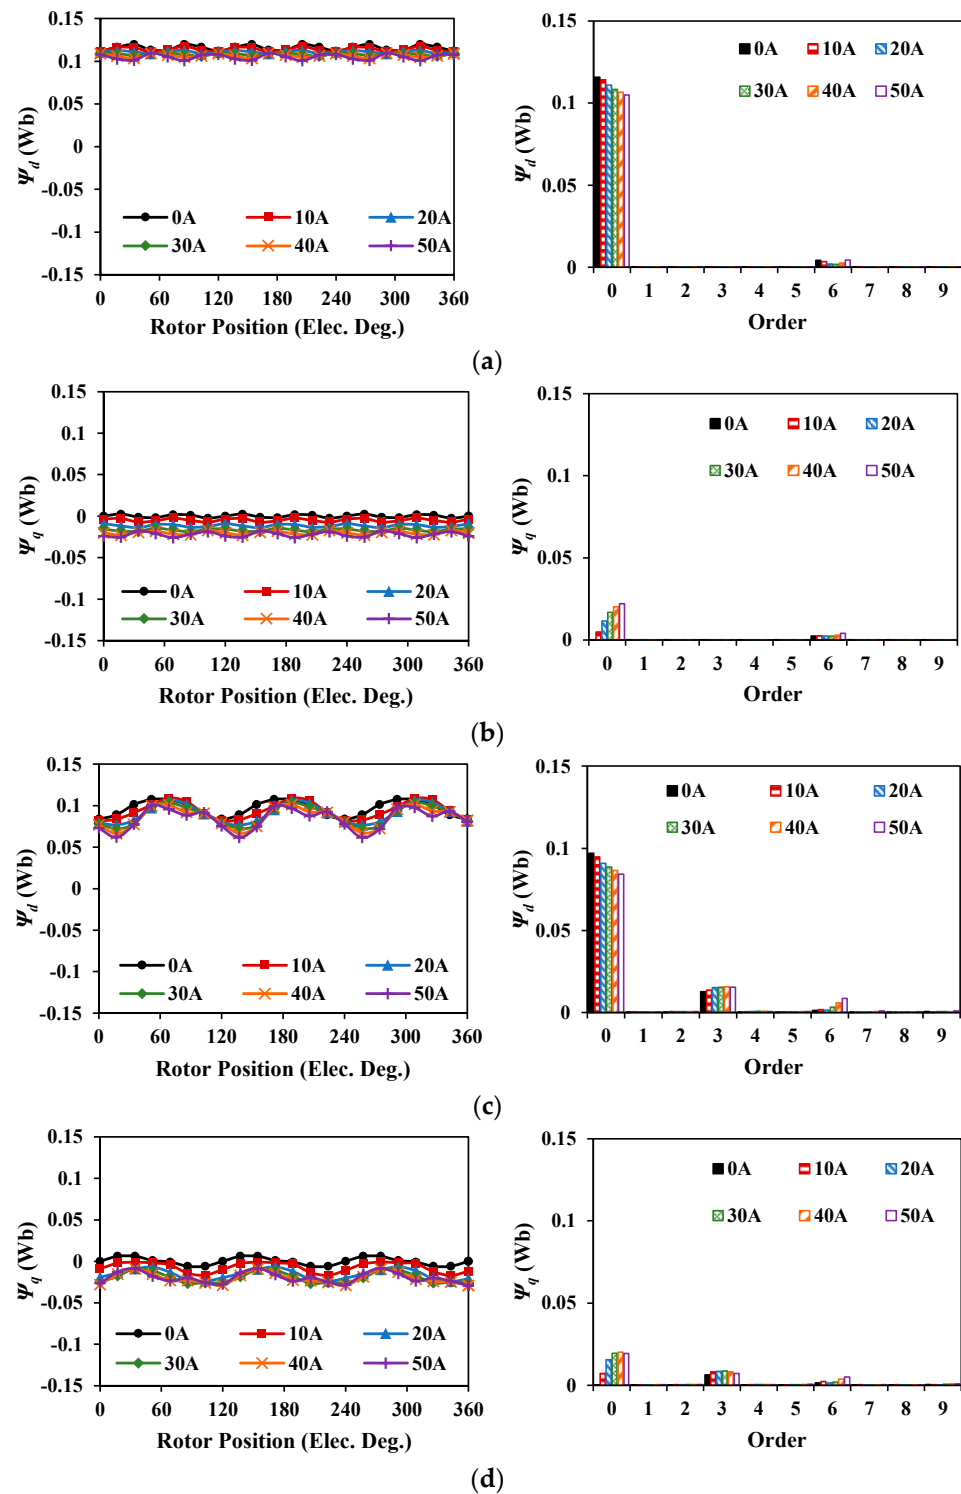 0.15
0.1
0.05
0
-0.05
-0.1
-0.15
Ψd (Wb)
0A 10A 20A
30A 40A 50A
0 60 120 180 240 300 360
Rotor Position (Elec. Deg.)
0.15
0.1
0.05
0
Ψd (Wb)
0A 10A 20A
30A 40A 50A
0 1 2 3 4 5 6 7 8 9
Order
(a)
0.15
0.1
0.05
0
-0.05
-0.1
-0.15
Ψq (Wb)
0A 10A 20A
30A 40A 50A
0 60 120 180 240 300 360
Rotor Position (Elec. Deg.)
0.15
0.1
0.05
0
Ψq (Wb)
0A 10A 20A
30A 40A 50A
0 1 2 3 4 5 6 7 8 9
Order
(b)
0.15
0.1
0.05
0
-0.05
-0.1
-0.15
Ψd (Wb)
0A 10A 20A
30A 40A 50A
0 60 120 180 240 300 360
Rotor Position (Elec. Deg.)
0.15
0.1
0.05
0
Ψd (Wb)
0A 10A 20A
30A 40A 50A
0 1 2 3 4 5 6 7 8 9
Order
(c)
0.15
0.1
0.05
0
-0.05
-0.1
-0.15
Ψq (Wb)
0A 10A 20A
30A 40A 50A
0 60 120 180 240 300 360
Rotor Position (Elec. Deg.)
0.15
0.1
0.05
0
Ψq (Wb)
0A 10A 20A
30A 40A 50A
0 1 2 3 4 5 6 7 8 9
Order
(d)